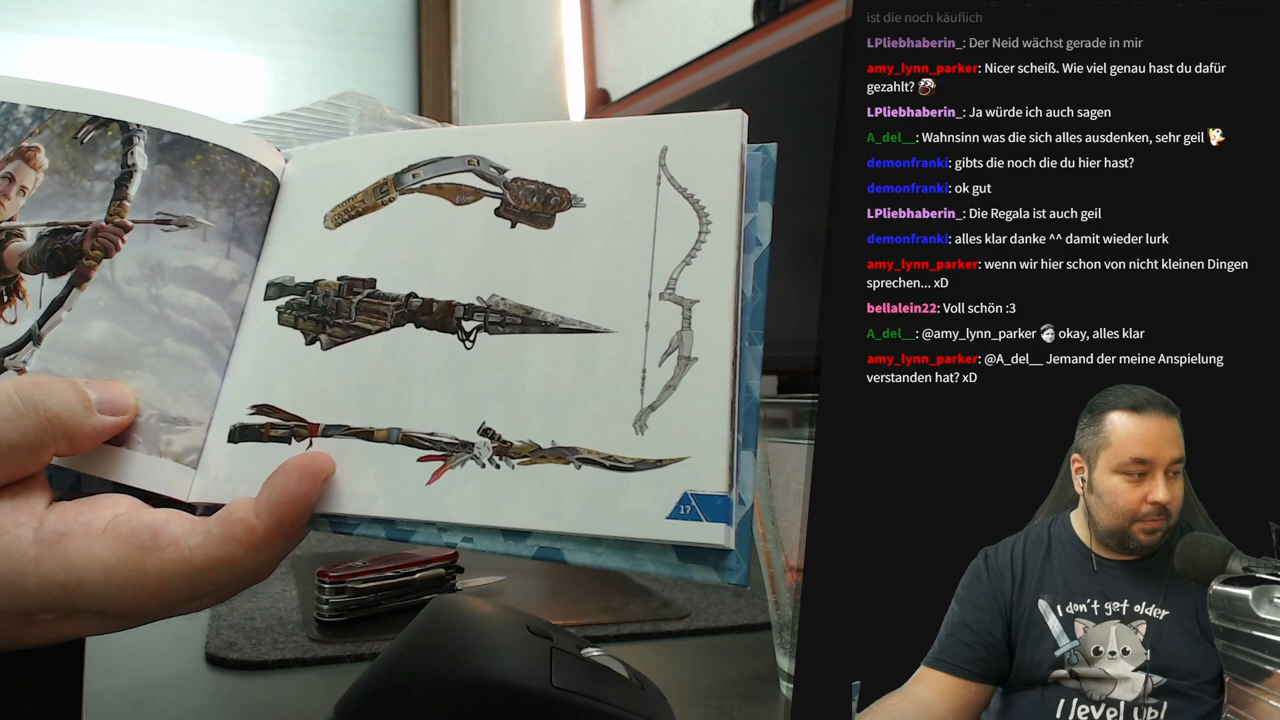 ist die noch käuflich
LPliebhaberin_: Der Neid wächst gerade in mir
amy_lynn_parker: Nicer scheiß. Wie viel genau hast du dafür
gezahlt?
LPliebhaberin_: Ja würde ich auch sagen
A_del__: Wahnsinn was die sich alles ausdenken, sehr geil
demonfranki: gibts die noch die du hier hast?
demonfranki: ok gut
LPliebhaberin_: Die Regala ist auch geil
demonfranki: alles klar danke ^^ damit wieder lurk
amy_lynn_parker: wenn wir hier schon von nicht kleinen Dingen
sprechen... xD
bellalein22: Voll schön :3
A_del__: @amy_lynn_parker okay, alles klar
amy_lynn_parker: @A_del__ Jemand der meine Anspielung
verstanden hat? xD
17
I don't get older
I level up!